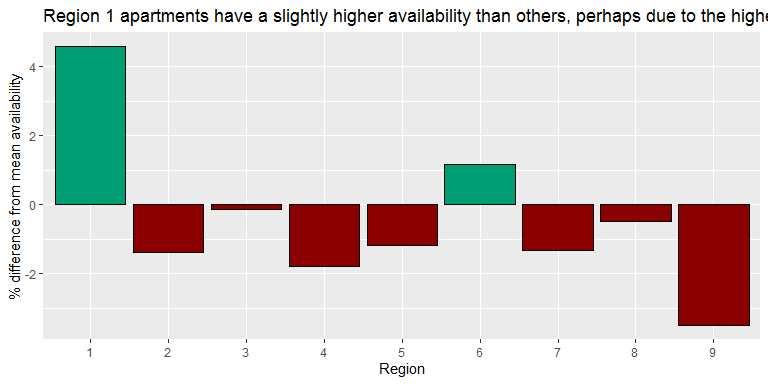 Region 1 apartments have a slightly higher availability than others, perhaps due to the highe
% difference from mean availability
4
2
0
-2
1 2 3 4 5 6 7 8 9
Region